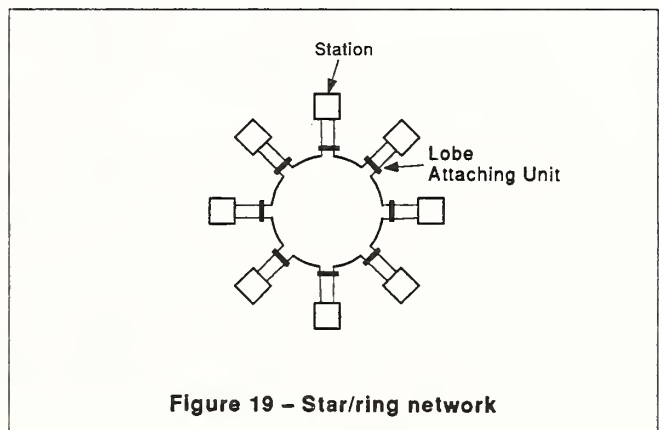 Station
Lobe
Attaching Unit
Figure 19 – Star/ring network